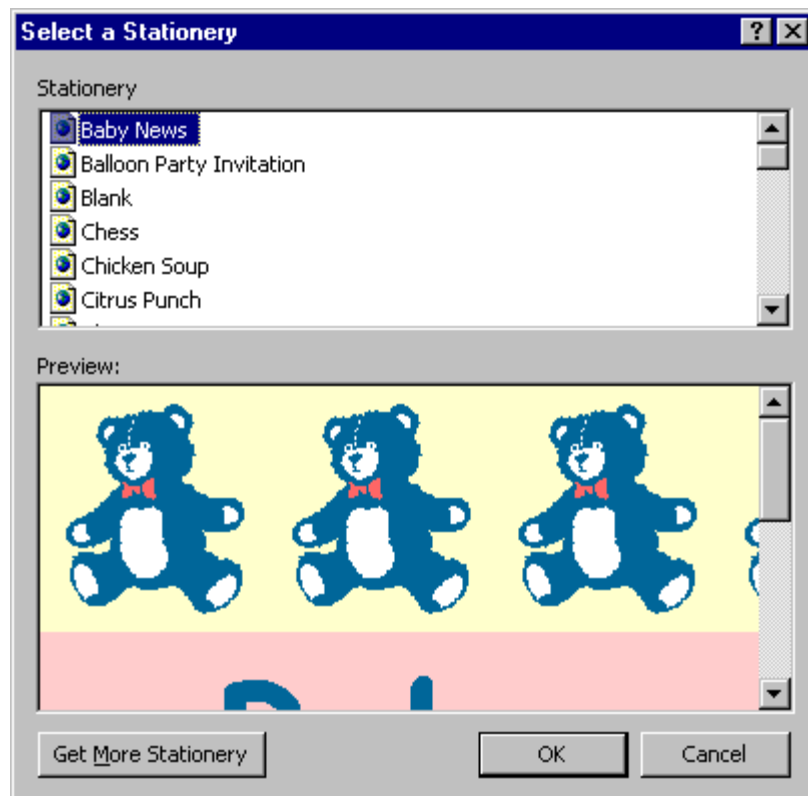 Select a Stationery
Stationery
Baby News
Balloon Party Invitation
Blank
Chess
Chicken Soup
Citrus Punch
Preview:
Get More Stationery
OK
Cancel